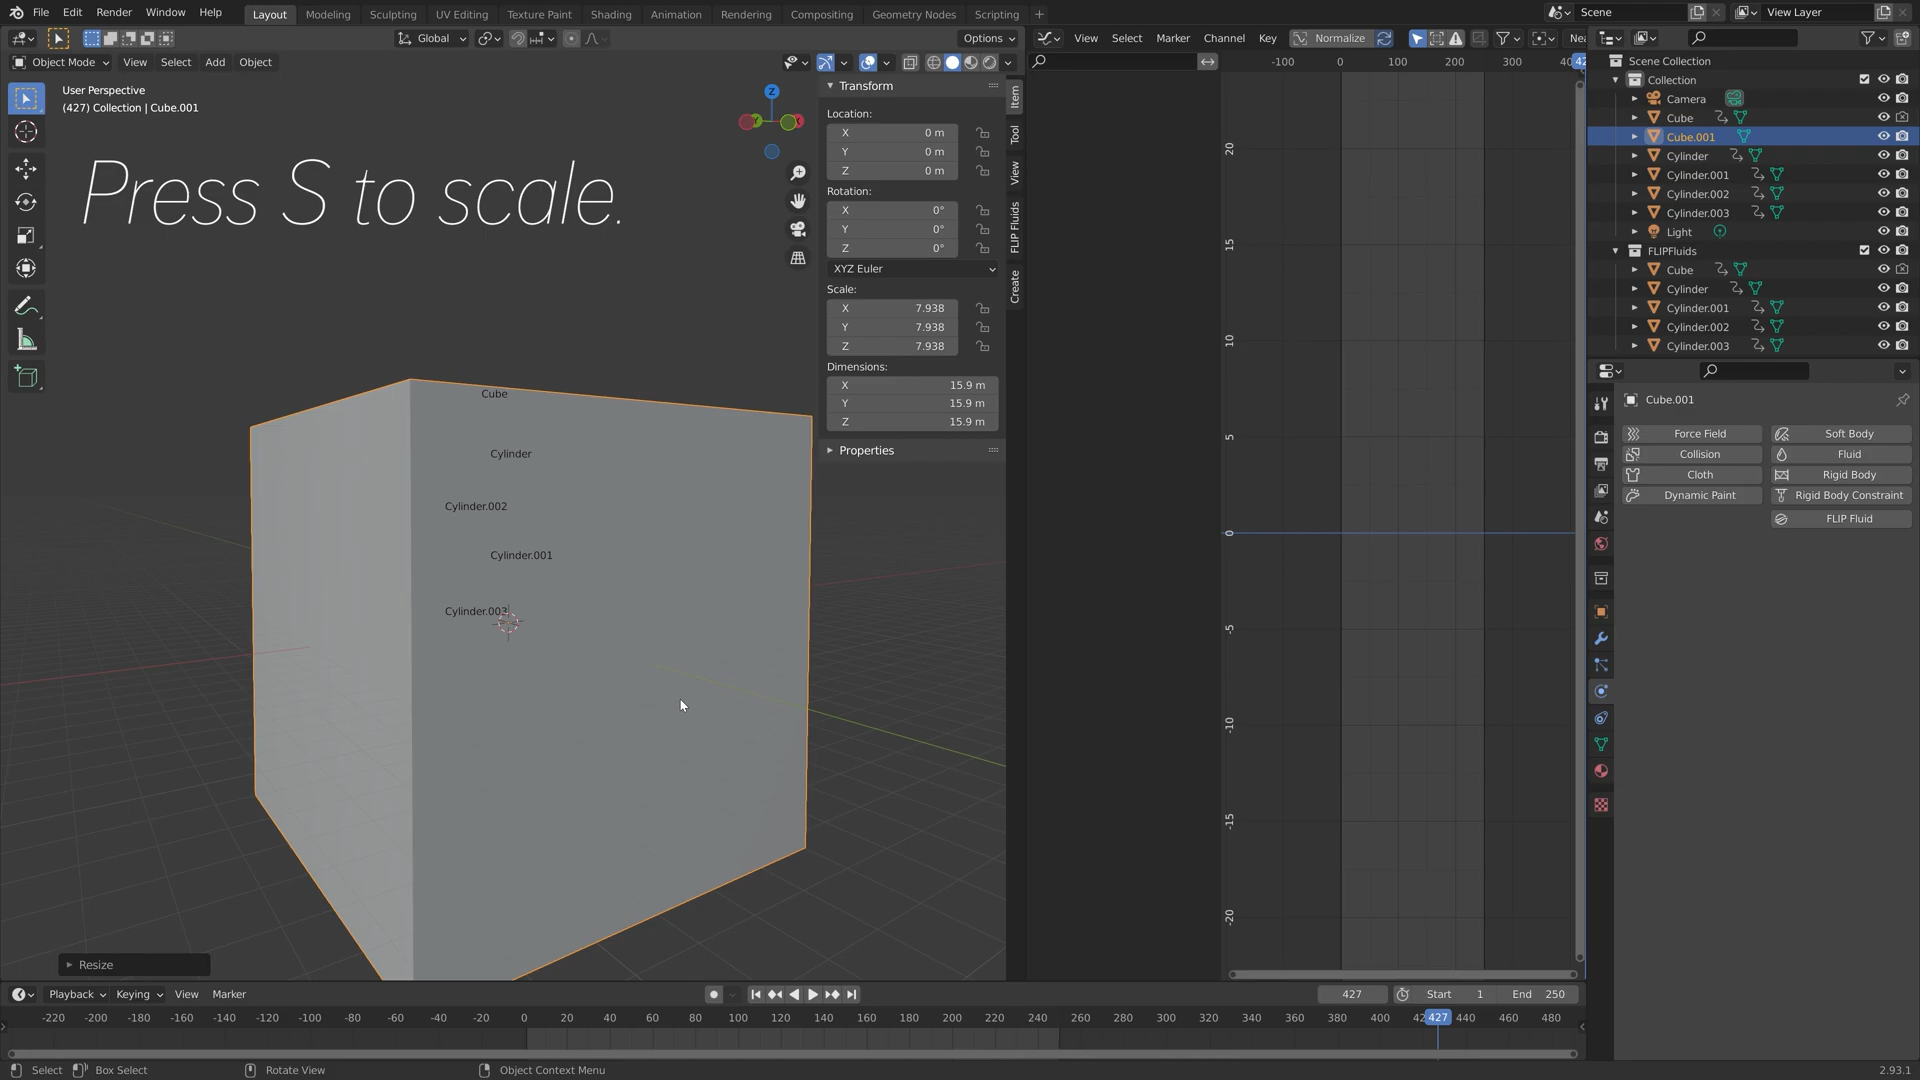 File Edit Render Window Help Layout Modeling Sculpting UV Editing Texture Paint Shading Animation Rendering Compositing Geometry Nodes Scripting + Scene View Layer
Global Options View Select Marker Channel Key Normalize
Object Mode View Select Add Object
User Perspective
(427) Collection | Cube.001
Press S to scale.
Cube
Cylinder
Cylinder.002
Cylinder.001
Cylinder.003
Z
Resize
Transform
Location:
X 0 m
Y 0 m
Z 0 m
Rotation:
X 0°
Y 0°
Z 0°
XYZ Euler
Scale:
X 7.938
Y 7.938
Z 7.938
Dimensions:
X 15.9 m
Y 15.9 m
Z 15.9 m
Properties
Item
Tool
View
FLIP Fluids
Create
-100 0 100 200 300
20
15
10
5
0
-5
-10
-15
-20
Scene Collection
Collection
Camera
Cube
Cube.001
Cylinder
Cylinder.001
Cylinder.002
Cylinder.003
Light
FLIPFluids
Cube
Cylinder
Cylinder.001
Cylinder.002
Cylinder.003
Cube.001
Force Field Soft Body
Collision Fluid
Cloth Rigid Body
Dynamic Paint Rigid Body Constraint
FLIP Fluid
Playback Keying View Marker 427 Start 1 End 250
-220 -200 -180 -160 -140 -120 -100 -80 -60 -40 -20 0 20 40 60 80 100 120 140 160 180 200 220 240 260 280 300 320 340 360 380 400 427 440 460 480
Select Box Select Rotate View Object Context Menu 2.93.1